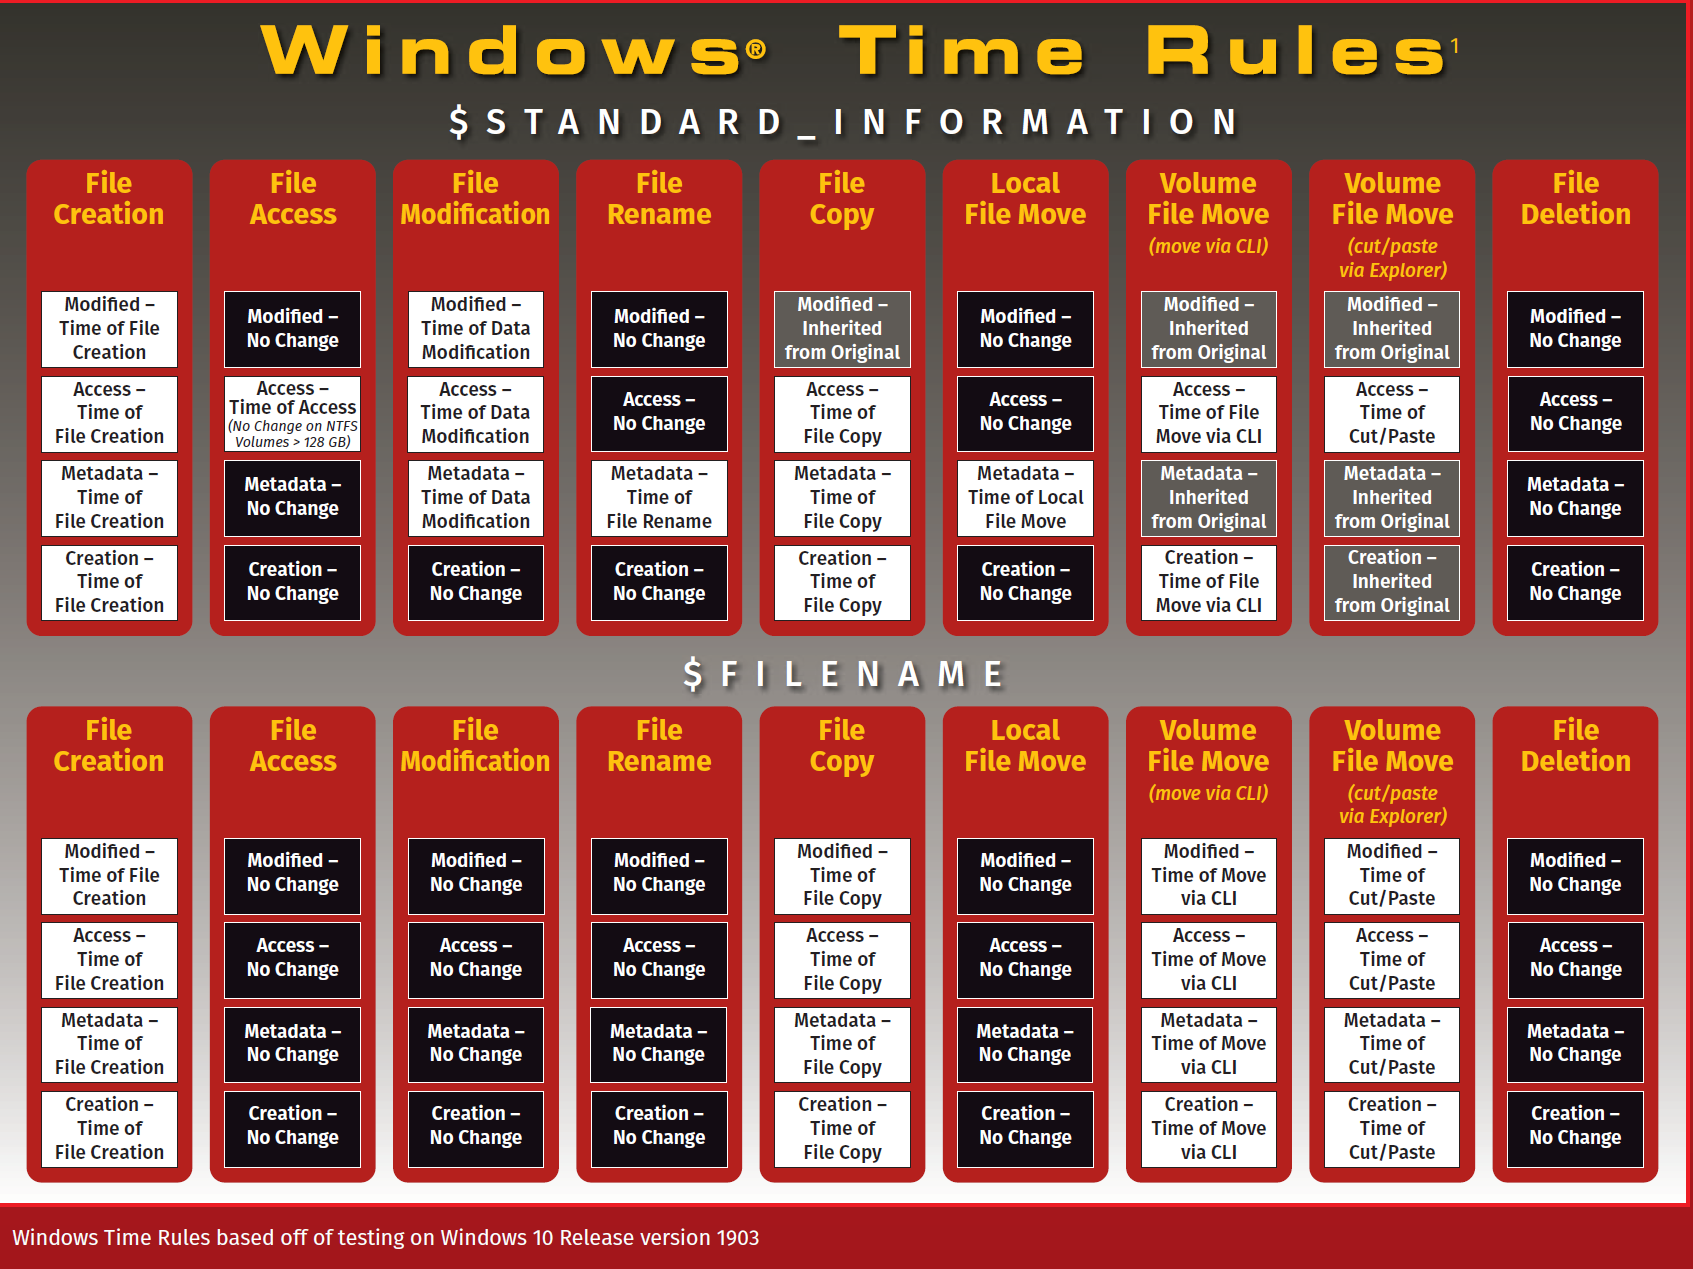 Windows® Time Rules1
$STANDARD_INFORMATION
File
Creation
Modified –
Time of File
Creation
Access –
Time of
File Creation
Metadata –
Time of
File Creation
Creation –
Time of
File Creation
File
Access
Modified –
No Change
Access –
Time of Access
(No Change on NTFS
Volumes > 128 GB)
Metadata –
No Change
Creation –
No Change
File
Modification
Modified –
Time of Data
Modification
Access –
Time of Data
Modification
Metadata –
Time of Data
Modification
Creation –
No Change
File
Rename
Modified –
No Change
Access –
No Change
Metadata –
Time of
File Rename
Creation –
No Change
File
Copy
Modified –
Inherited
from Original
Access –
Time of
File Copy
Metadata –
Time of
File Copy
Creation –
Time of
File Copy
Local
File Move
Modified –
No Change
Access –
No Change
Metadata –
Time of Local
File Move
Creation –
No Change
Volume
File Move
(move via CLI)
Modified –
Inherited
from Original
Access –
Time of File
Move via CLI
Metadata –
Inherited
from Original
Creation –
Time of File
Move via CLI
Volume
File Move
(cut/paste
via Explorer)
Modified –
Inherited
from Original
Access –
Time of
Cut/Paste
Metadata –
Inherited
from Original
Creation –
Inherited
from Original
File
Deletion
Modified –
No Change
Access –
No Change
Metadata –
No Change
Creation –
No Change
$FILENAME
File
Creation
Modified –
Time of File
Creation
Access –
Time of
File Creation
Metadata –
Time of
File Creation
Creation –
Time of
File Creation
File
Access
Modified –
No Change
Access –
No Change
Metadata –
No Change
Creation –
No Change
File
Modification
Modified –
No Change
Access –
No Change
Metadata –
No Change
Creation –
No Change
File
Rename
Modified –
No Change
Access –
No Change
Metadata –
No Change
Creation –
No Change
File
Copy
Modified –
Time of
File Copy
Access –
Time of
File Copy
Metadata –
Time of
File Copy
Creation –
Time of
File Copy
Local
File Move
Modified –
No Change
Access –
No Change
Metadata –
No Change
Creation –
No Change
Volume
File Move
(move via CLI)
Modified –
Time of Move
via CLI
Access –
Time of Move
via CLI
Metadata –
Time of Move
via CLI
Creation –
Time of Move
via CLI
Volume
File Move
(cut/paste
via Explorer)
Modified –
Time of
Cut/Paste
Access –
Time of
Cut/Paste
Metadata –
Time of
Cut/Paste
Creation –
Time of
Cut/Paste
File
Deletion
Modified –
No Change
Access –
No Change
Metadata –
No Change
Creation –
No Change
Windows Time Rules based off of testing on Windows 10 Release version 1903